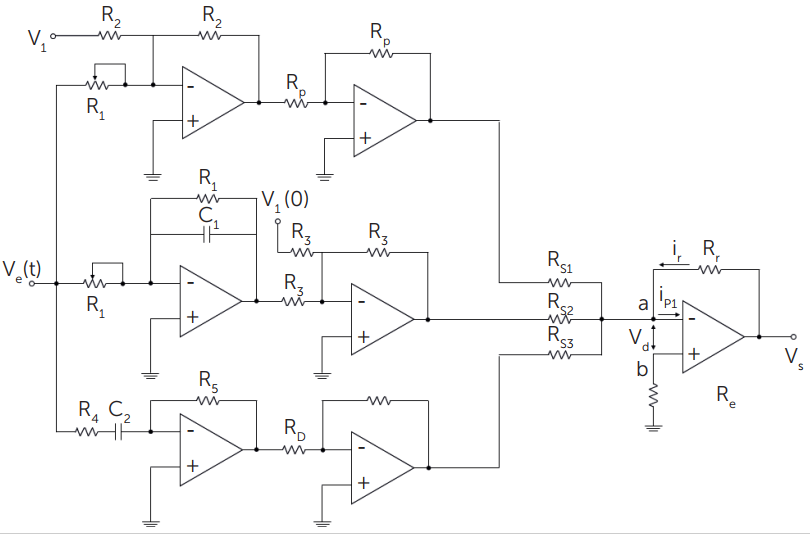 R2 R2
V1
Rp
Rp
R1
- +
- +
R1
V1 (0)
C1
R3 R3
Ve (t)
R3
R1
- +
- +
RS1
RS2
RS3
ir Rr
a iP1
Vd
b
- +
Vs
Re
R5
R4 C2
RD
- +
- +